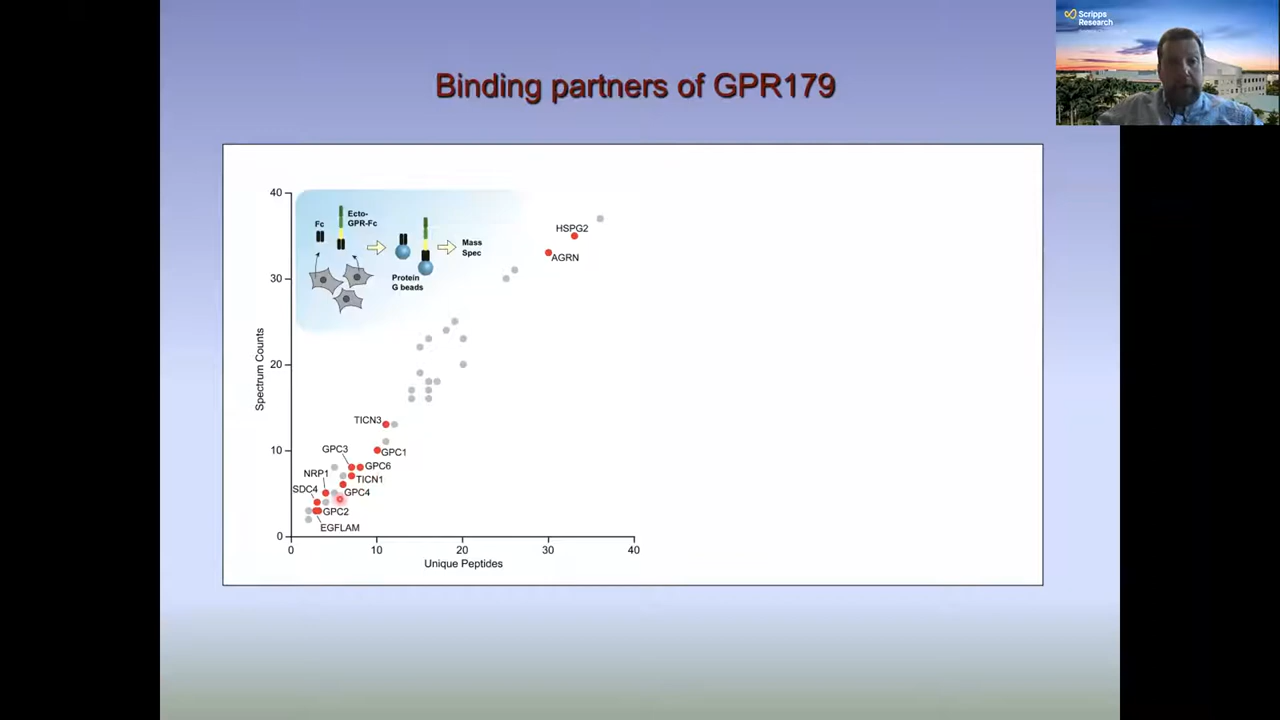 Scripps
Research
Binding partners of GPR179
Fc
Ecto-
GPR-Fc
Mass
Spec
Protein
G beads
HSPG2
AGRN
TICN3
GPC1
GPC3
GPC6
NRP1
TICN1
SDC4
GPC4
GPC2
EGFLAM
Spectrum Counts
40
30
20
10
0
0 10 20 30 40
Unique Peptides